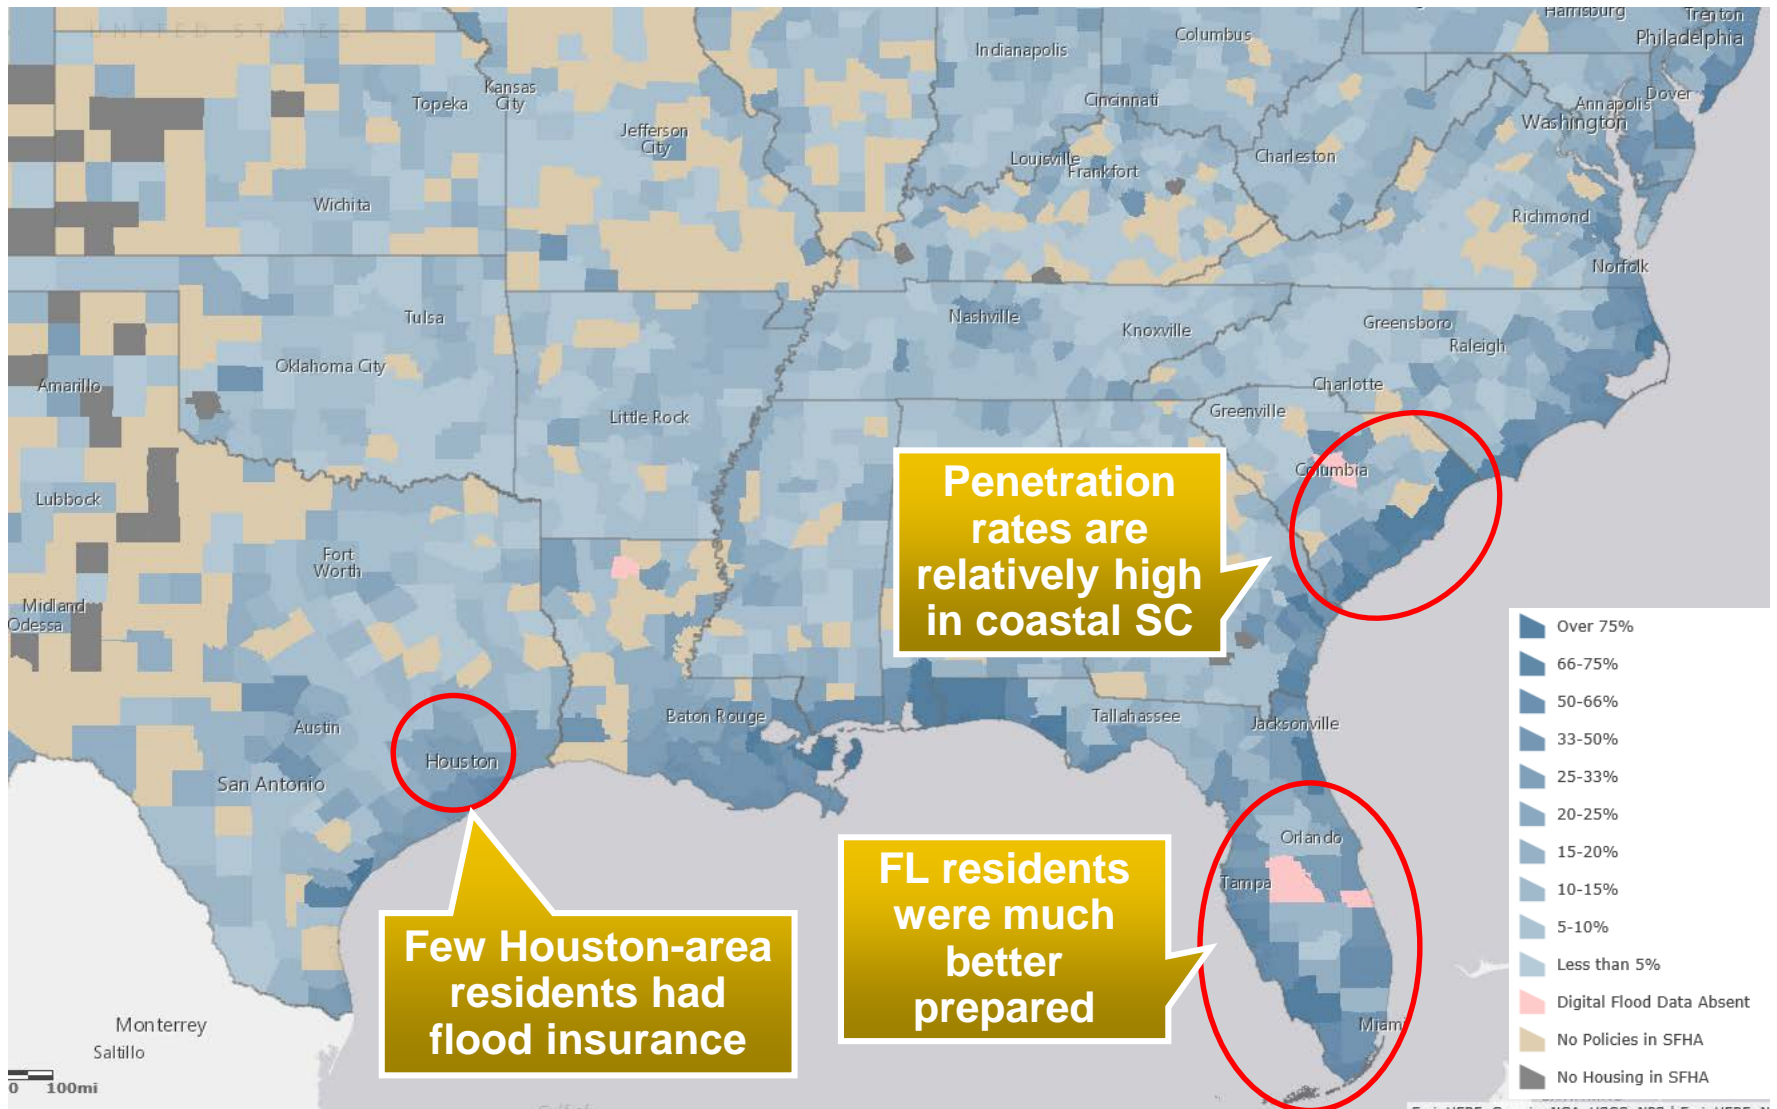 UNITED STATES
Indianapolis
Columbus
Harrisburg
Trenton
Philadelphia
Topeka
Kansas
City
Jefferson
City
Cincinnati
Annapolis
Dover
Washington
Louisville
Frankfort
Charleston
Wichita
Richmond
Norfolk
Tulsa
Nashville
Knoxville
Greensboro
Raleigh
Oklahoma City
Amarillo
Little Rock
Charlotte
Greenville
Columbia
Lubbock
Fort
Worth
Midland
Odessa
Penetration
rates are
relatively high
in coastal SC
Austin
Houston
San Antonio
Baton Rouge
Tallahassee
Jacksonville
Orlando
Tampa
Miami
Few Houston-area
residents had
flood insurance
FL residents
were much
better
prepared
Monterrey
Saltillo
0 100mi
Over 75%
66-75%
50-66%
33-50%
25-33%
20-25%
15-20%
10-15%
5-10%
Less than 5%
Digital Flood Data Absent
No Policies in SFHA
No Housing in SFHA